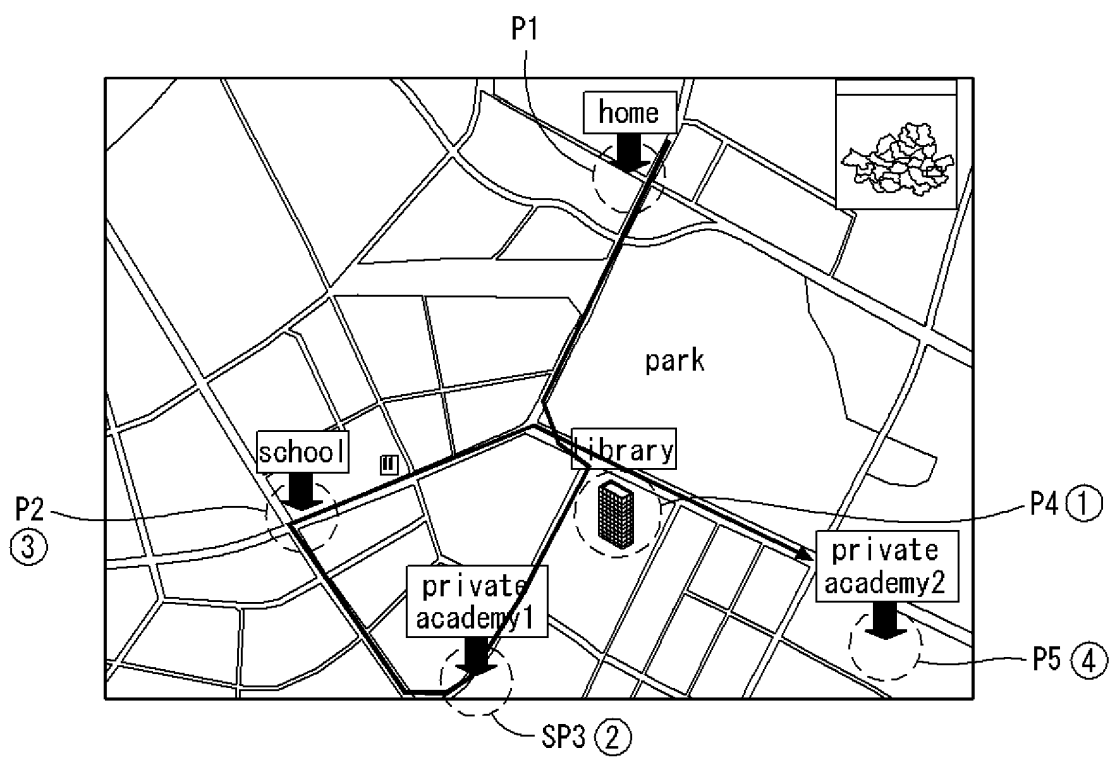 P1
home
park
school
library
P2
③
P4 ①
private
academy2
private
academy1
P5 ④
SP3 ②